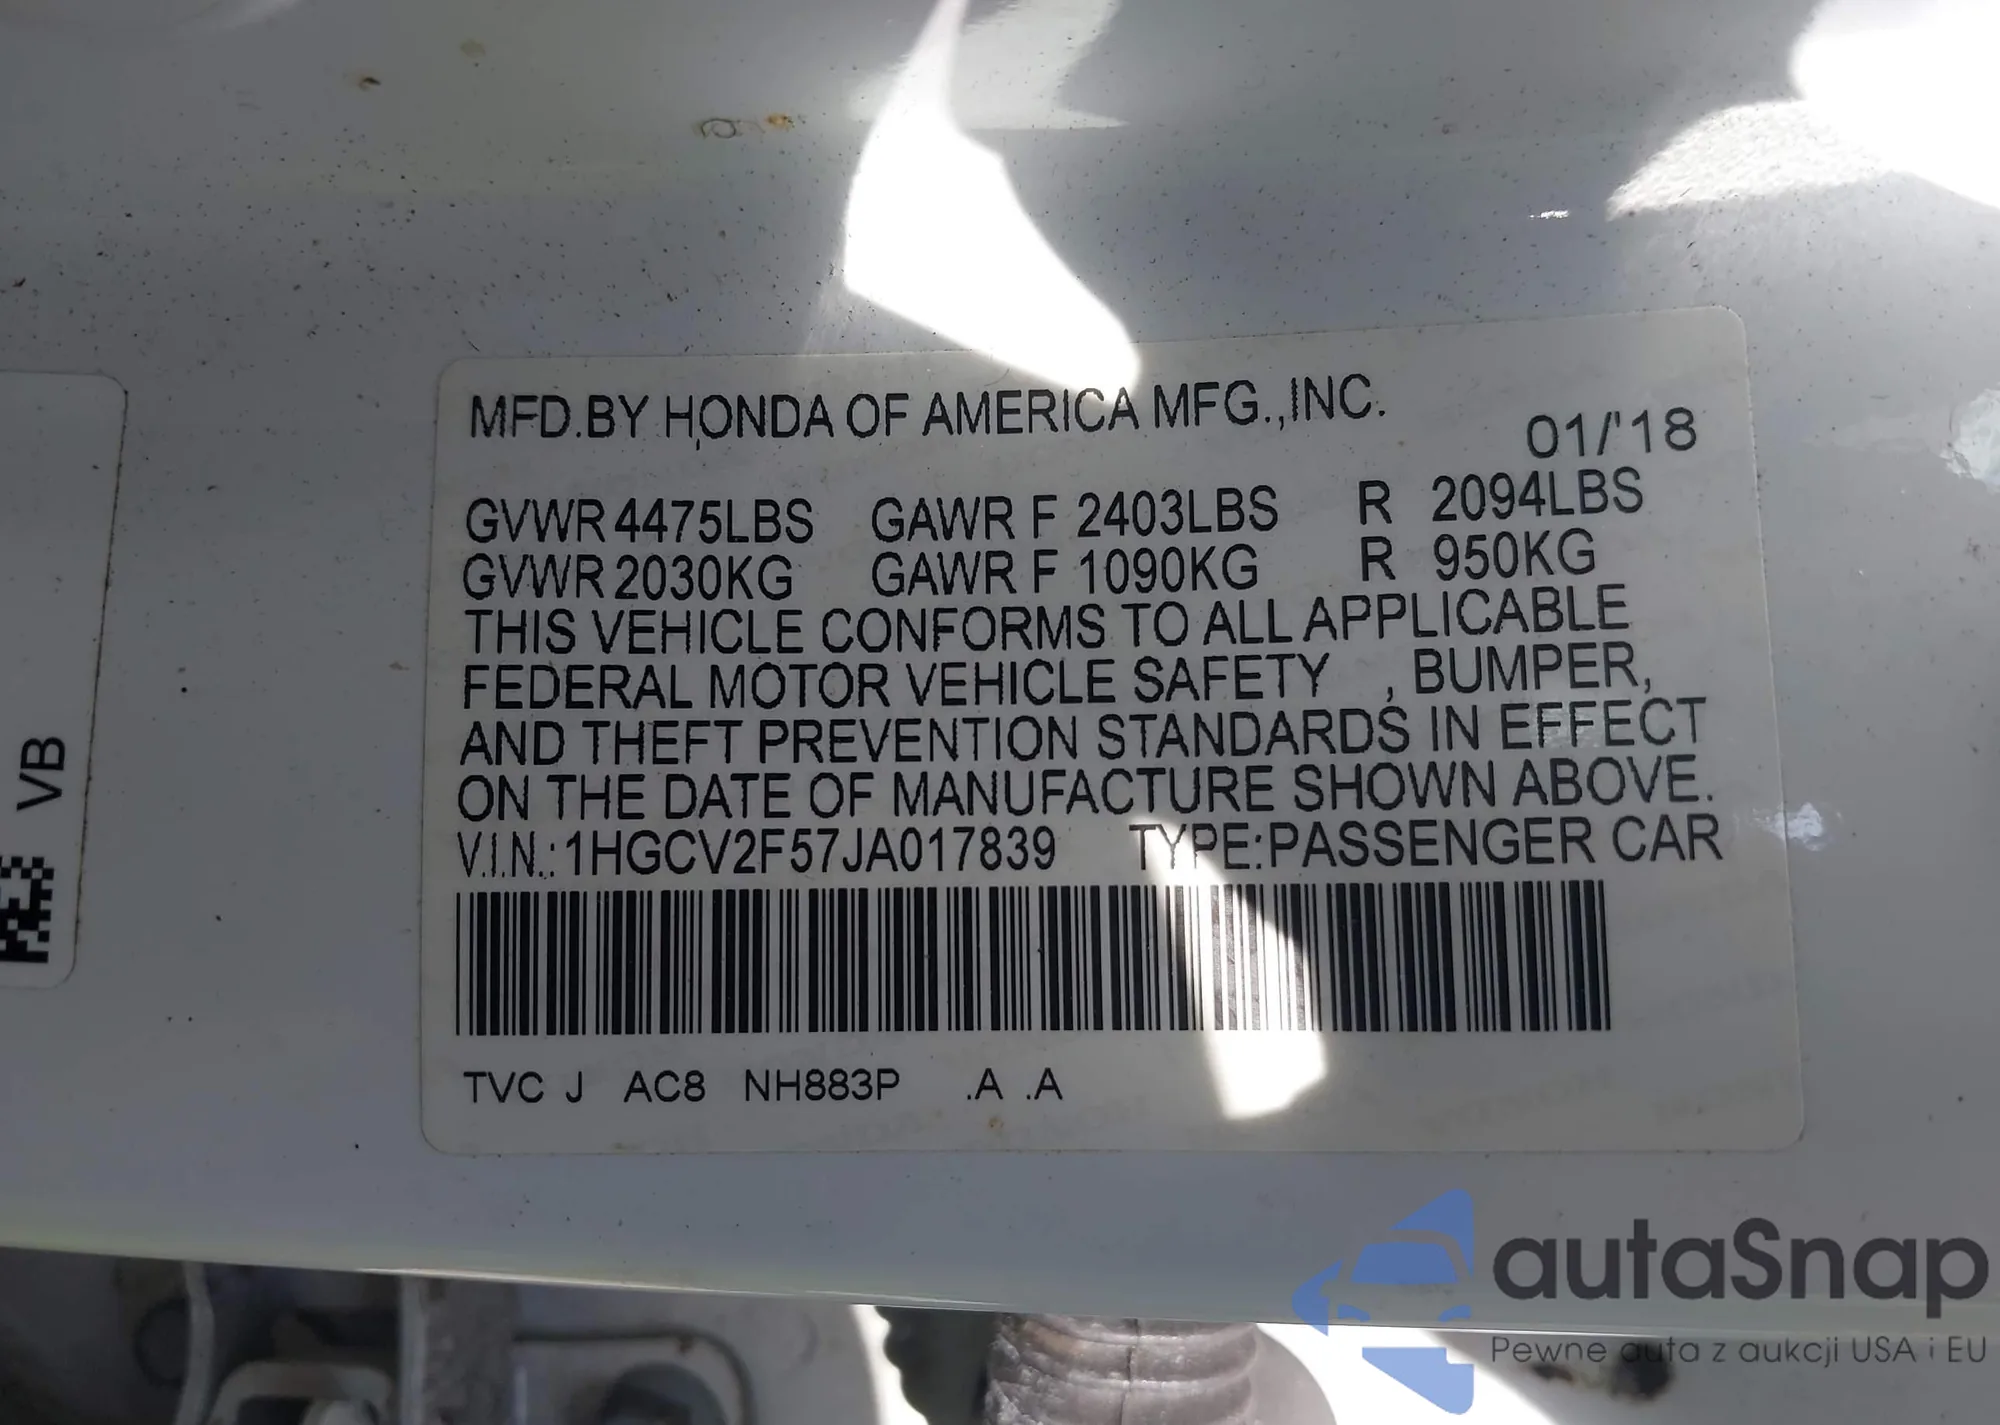 MFD.BY HONDA OF AMERICA MFG.,INC.
01/'18
GVWR 4475LBS GAWR F 2403LBS R 2094LBS
GVWR 2030KG GAWR F 1090KG R 950KG
THIS VEHICLE CONFORMS TO ALL APPLICABLE
FEDERAL MOTOR VEHICLE SAFETY , BUMPER,
AND THEFT PREVENTION STANDARDS IN EFFECT
ON THE DATE OF MANUFACTURE SHOWN ABOVE.
V.I.N.: 1HGCV2F57JA017839 TYPE:PASSENGER CAR
TVC J AC8 NH883P .A .A
VB
autaSnap
Pewne auta z aukcji USA i EU